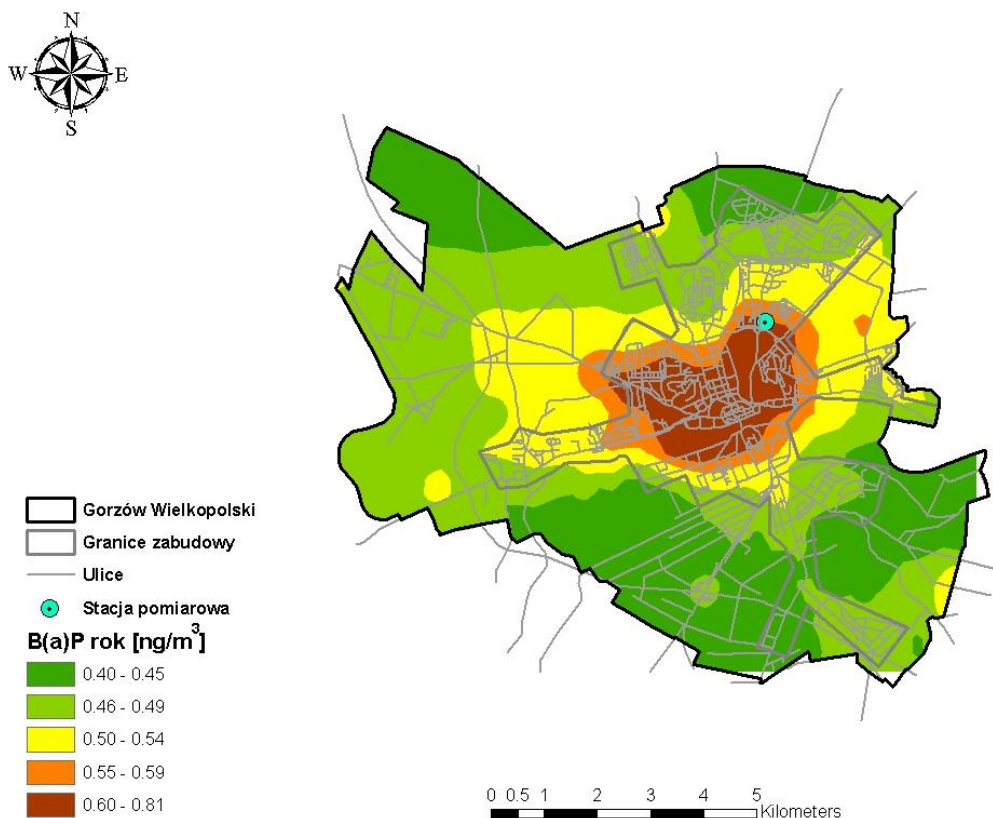 N
W E
S
Gorzów Wielkopolski
Granice zabudowy
Ulice
Stacja pomiarowa
B(a)P rok [ng/m³]
0.40 - 0.45
0.46 - 0.49
0.50 - 0.54
0.55 - 0.59
0.60 - 0.81
0 0.5 1 2 3 4 5
Kilometers